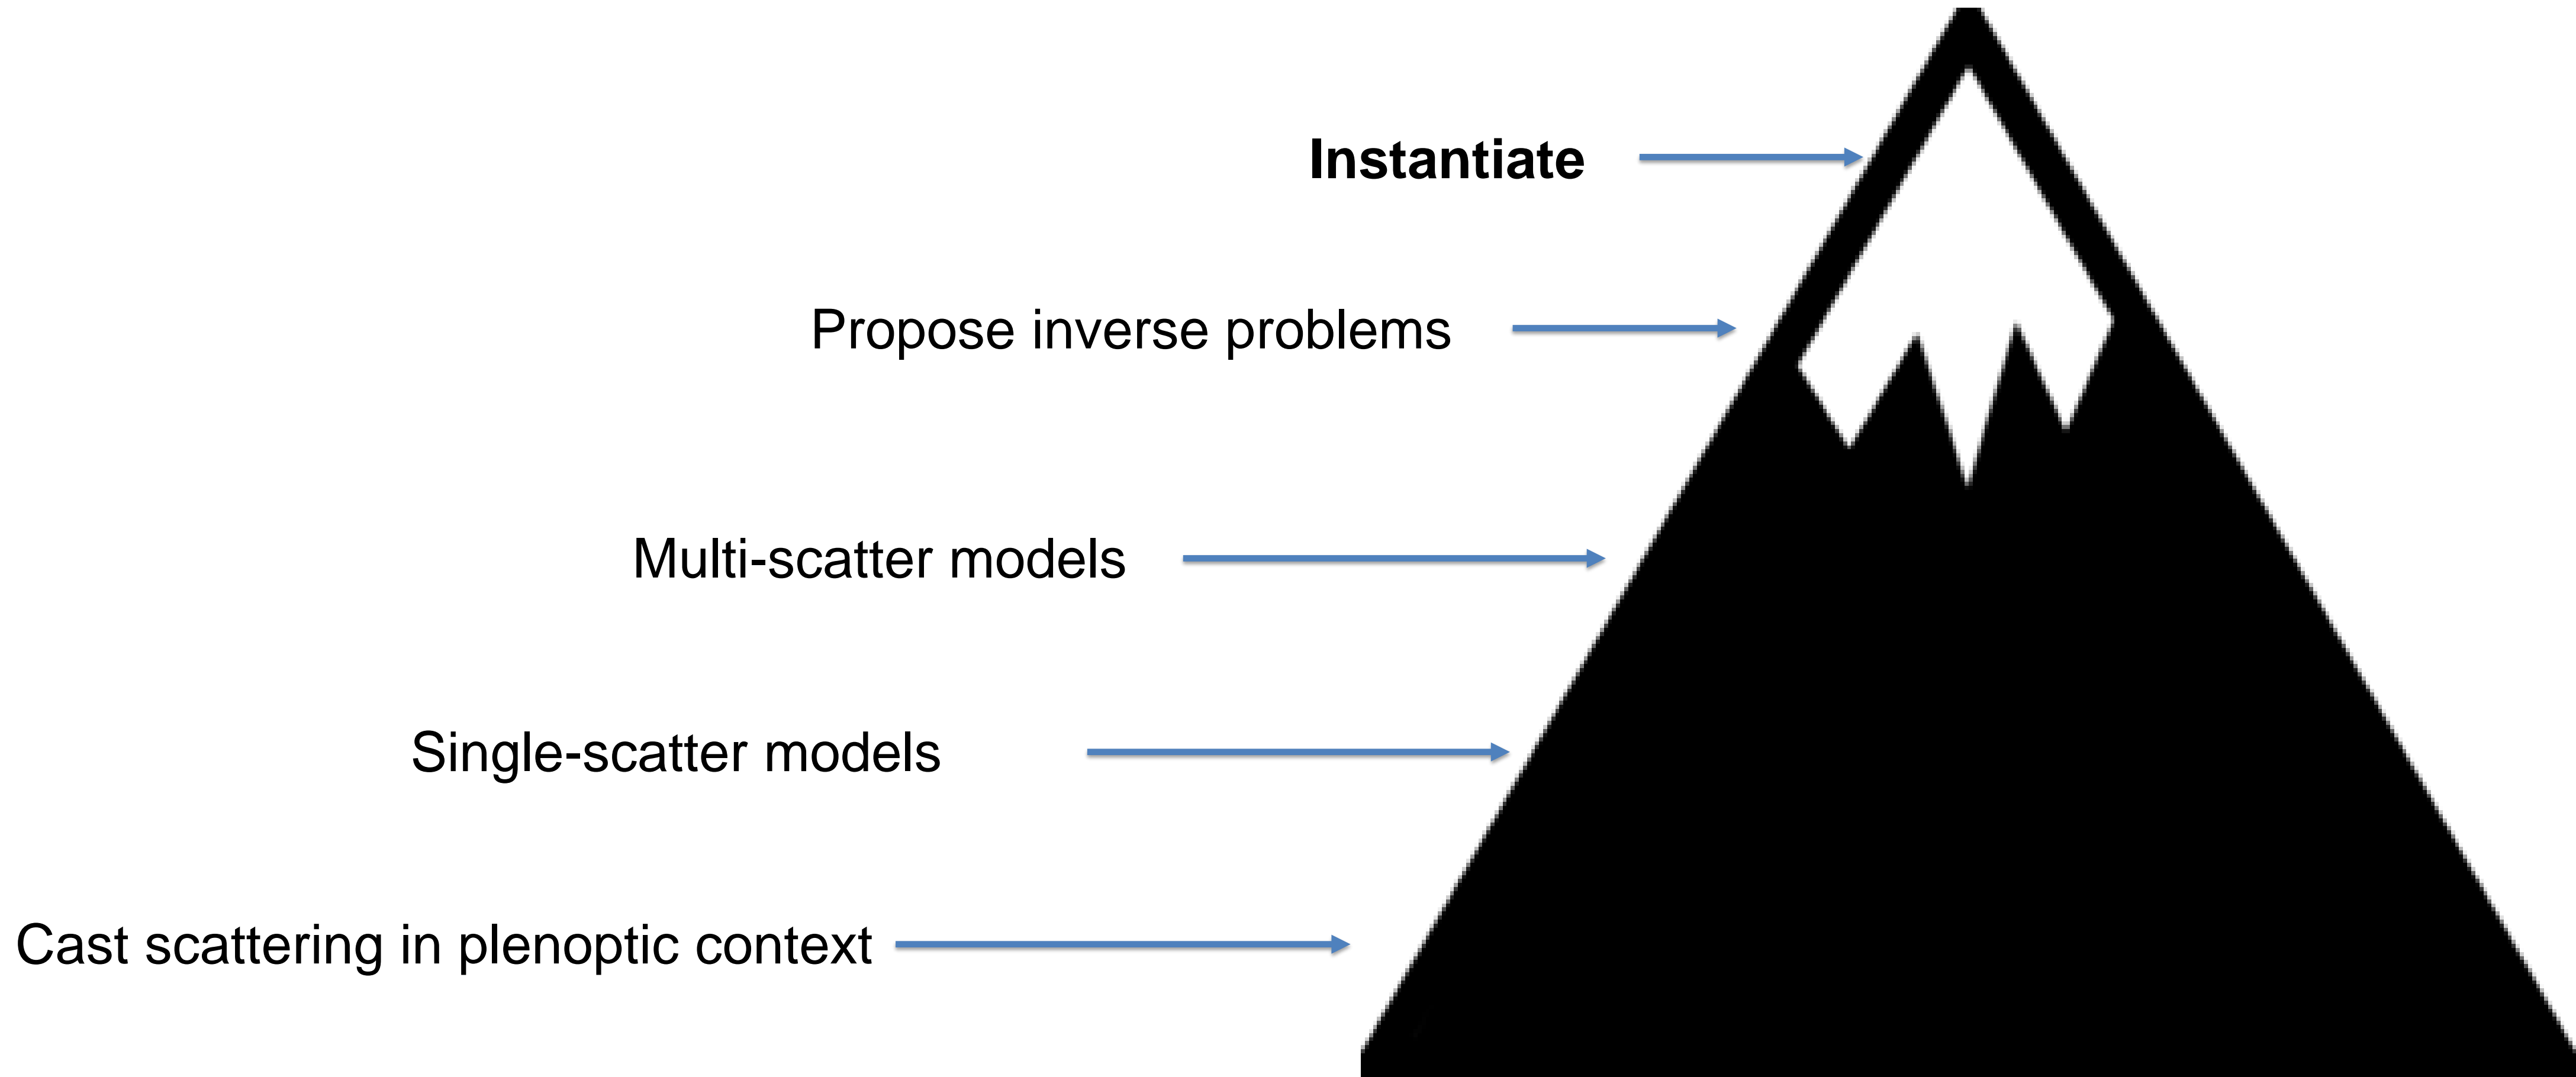 Instantiate
Propose inverse problems
Multi-scatter models
Single-scatter models
Cast scattering in plenoptic context